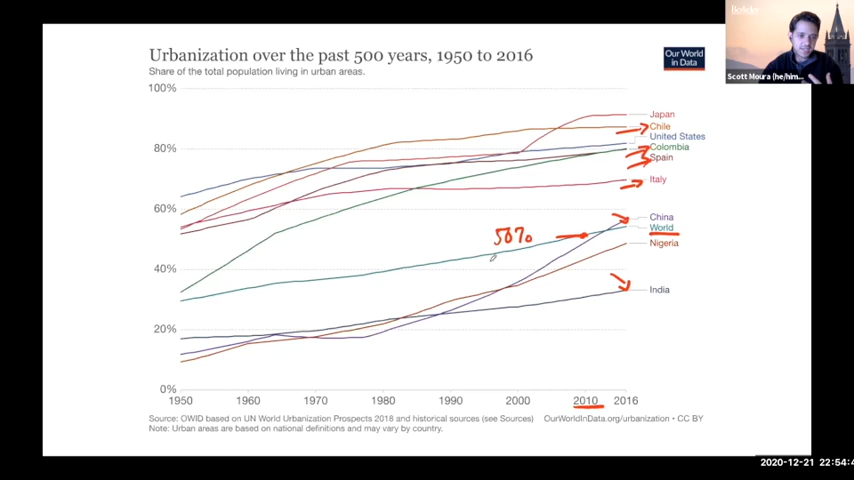 Berkeley
Scott Moura (he/him...
Urbanization over the past 500 years, 1950 to 2016
Share of the total population living in urban areas.
Our World
in Data
100%
80%
60%
40%
20%
0%
Japan
Chile
United States
Colombia
Spain
Italy
China
World
Nigeria
India
50%
1950
1960
1970
1980
1990
2000
2010
2016
Source: OWID based on UN World Urbanization Prospects 2018 and historical sources (see Sources)
OurWorldInData.org/urbanization • CC BY
Note: Urban areas are based on national definitions and may vary by country.
2020-12-21 22:54:4